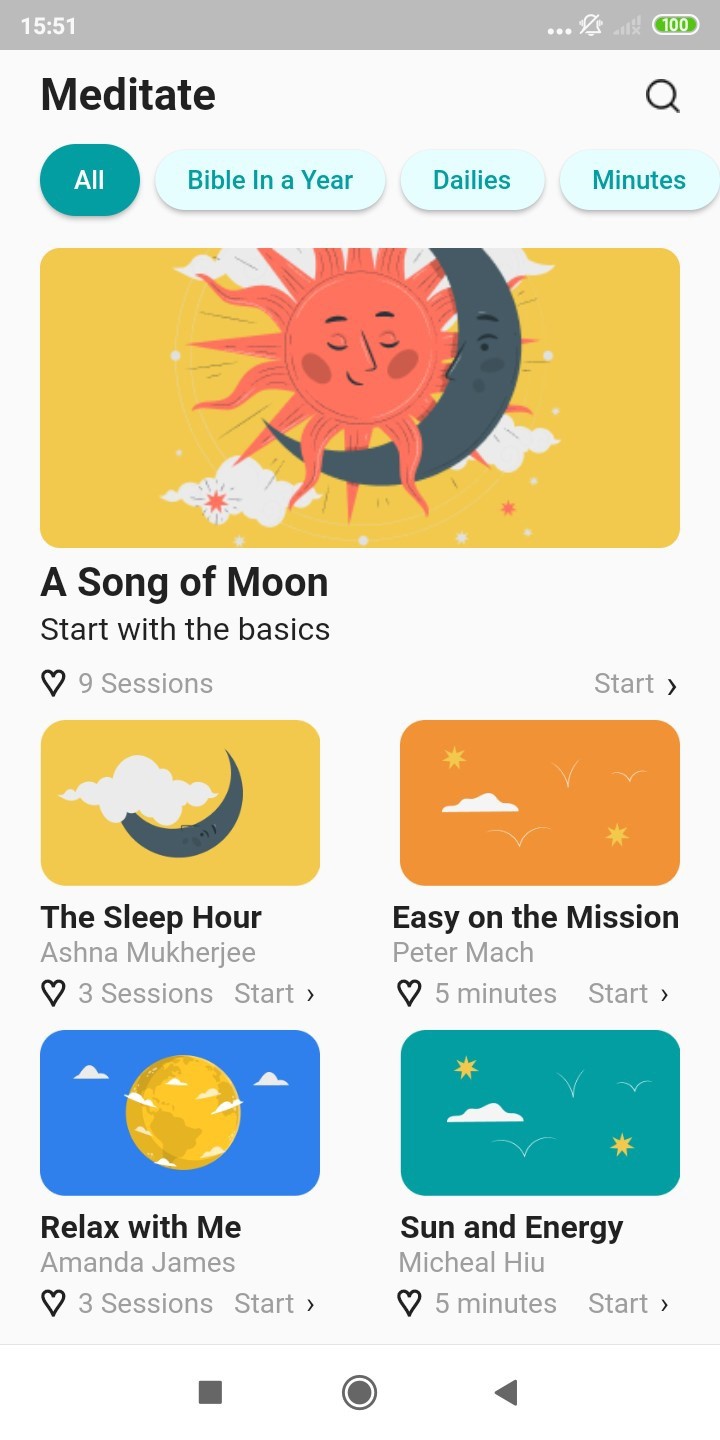 15:51
100
Meditate
All
Bible In a Year
Dailies
Minutes
A Song of Moon
Start with the basics
9 Sessions
Start
The Sleep Hour
Ashna Mukherjee
3 Sessions Start
Easy on the Mission
Peter Mach
5 minutes Start
Relax with Me
Amanda James
3 Sessions Start
Sun and Energy
Micheal Hiu
5 minutes Start